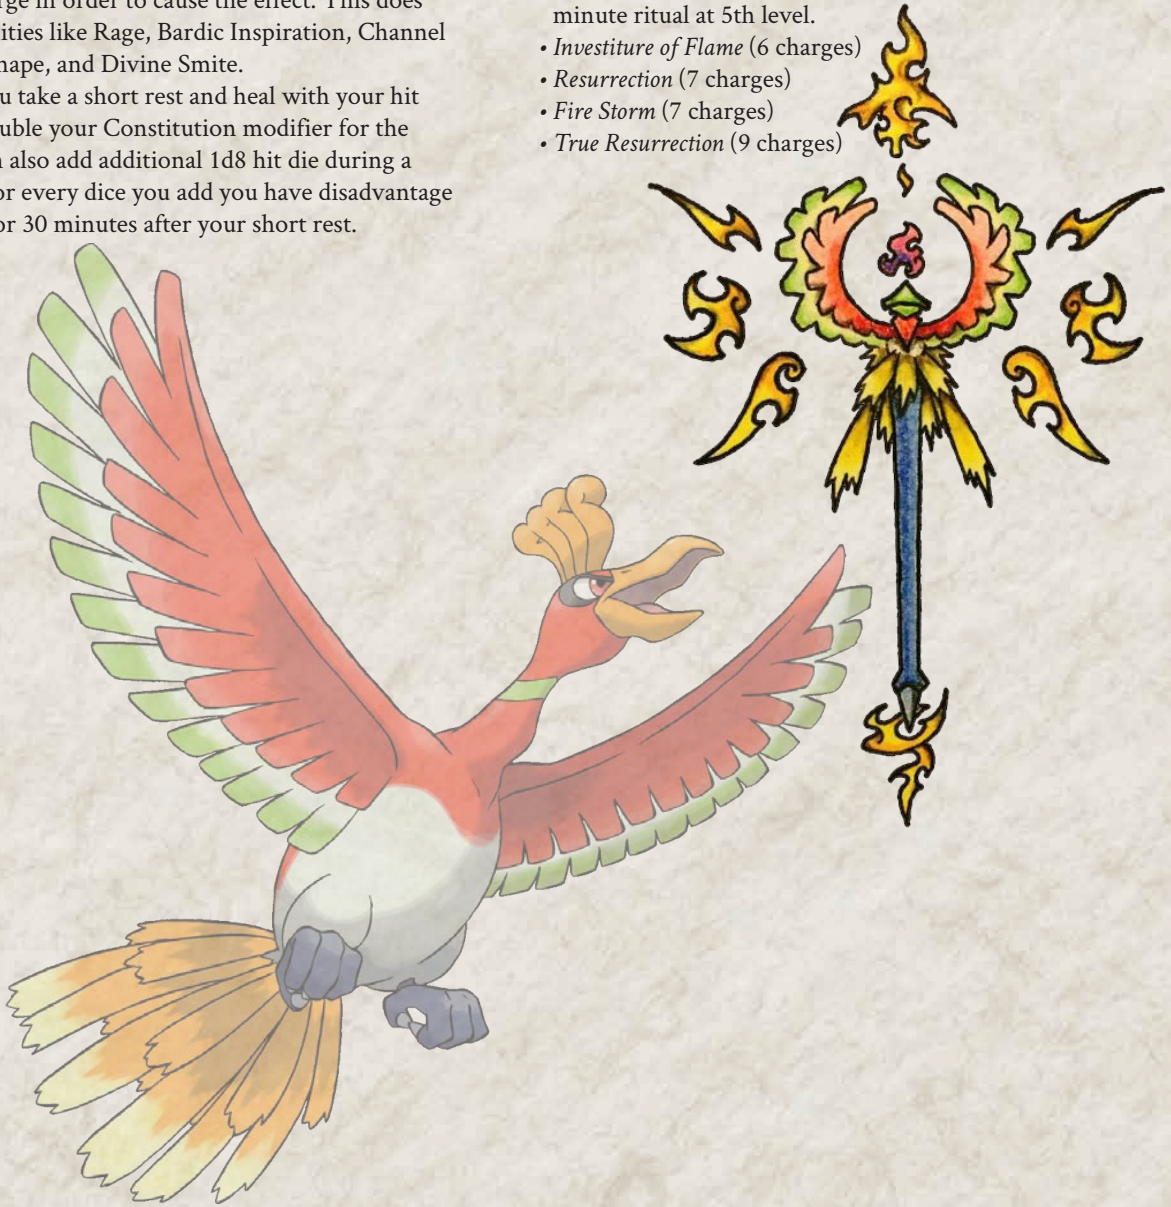 rge in order to cause the effect. This does
ities like Rage, Bardic Inspiration, Channel
hape, and Divine Smite.
u take a short rest and heal with your hit
uble your Constitution modifier for the
n also add additional 1d8 hit die during a
or every dice you add you have disadvantage
or 30 minutes after your short rest.
minute ritual at 5th level.
• Investiture of Flame (6 charges)
• Resurrection (7 charges)
• Fire Storm (7 charges)
• True Resurrection (9 charges)